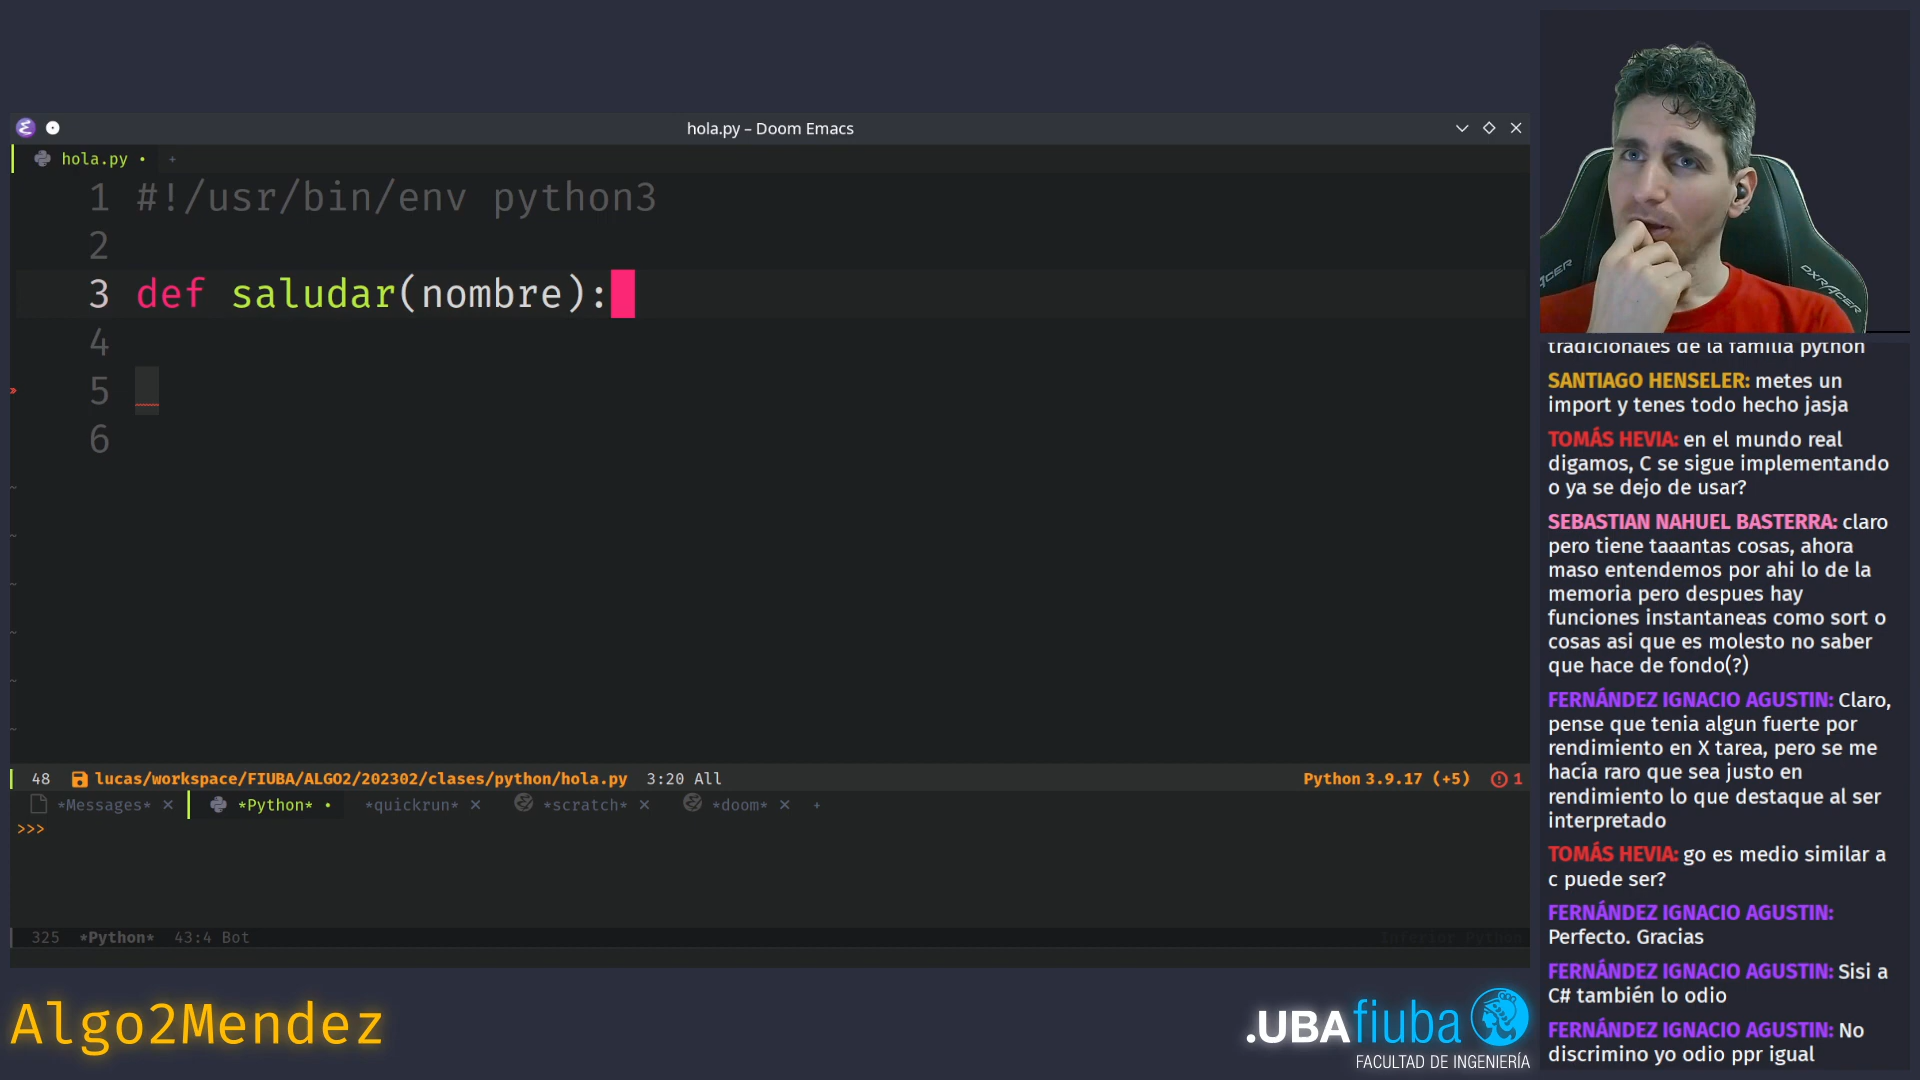 hola.py – Doom Emacs
hola.py • +
1 #!/usr/bin/env python3
2
3 def saludar(nombre):
4
5
6
48 lucas/workspace/FIUBA/ALGO2/202302/clases/python/hola.py 3:20 All Python 3.9.17 (+5) 1
*Messages* × *Python* • *quickrun* × *scratch* × *doom* × +
>>>
325 *Python* 43:4 Bot Inferior Python
Algo2Mendez
.UBAfiuba
FACULTAD DE INGENIERÍA
ACER
DXRACER
tradicionales de la familia python
SANTIAGO HENSELER: metes un
import y tenes todo hecho jasja
TOMÁS HEVIA: en el mundo real
digamos, C se sigue implementando
o ya se dejo de usar?
SEBASTIAN NAHUEL BASTERRA: claro
pero tiene taaantas cosas, ahora
maso entendemos por ahi lo de la
memoria pero despues hay
funciones instantaneas como sort o
cosas asi que es molesto no saber
que hace de fondo(?)
FERNÁNDEZ IGNACIO AGUSTIN: Claro,
pense que tenia algun fuerte por
rendimiento en X tarea, pero se me
hacía raro que sea justo en
rendimiento lo que destaque al ser
interpretado
TOMÁS HEVIA: go es medio similar a
c puede ser?
FERNÁNDEZ IGNACIO AGUSTIN:
Perfecto. Gracias
FERNÁNDEZ IGNACIO AGUSTIN: Sisi a
C# también lo odio
FERNÁNDEZ IGNACIO AGUSTIN: No
discrimino yo odio ppr igual